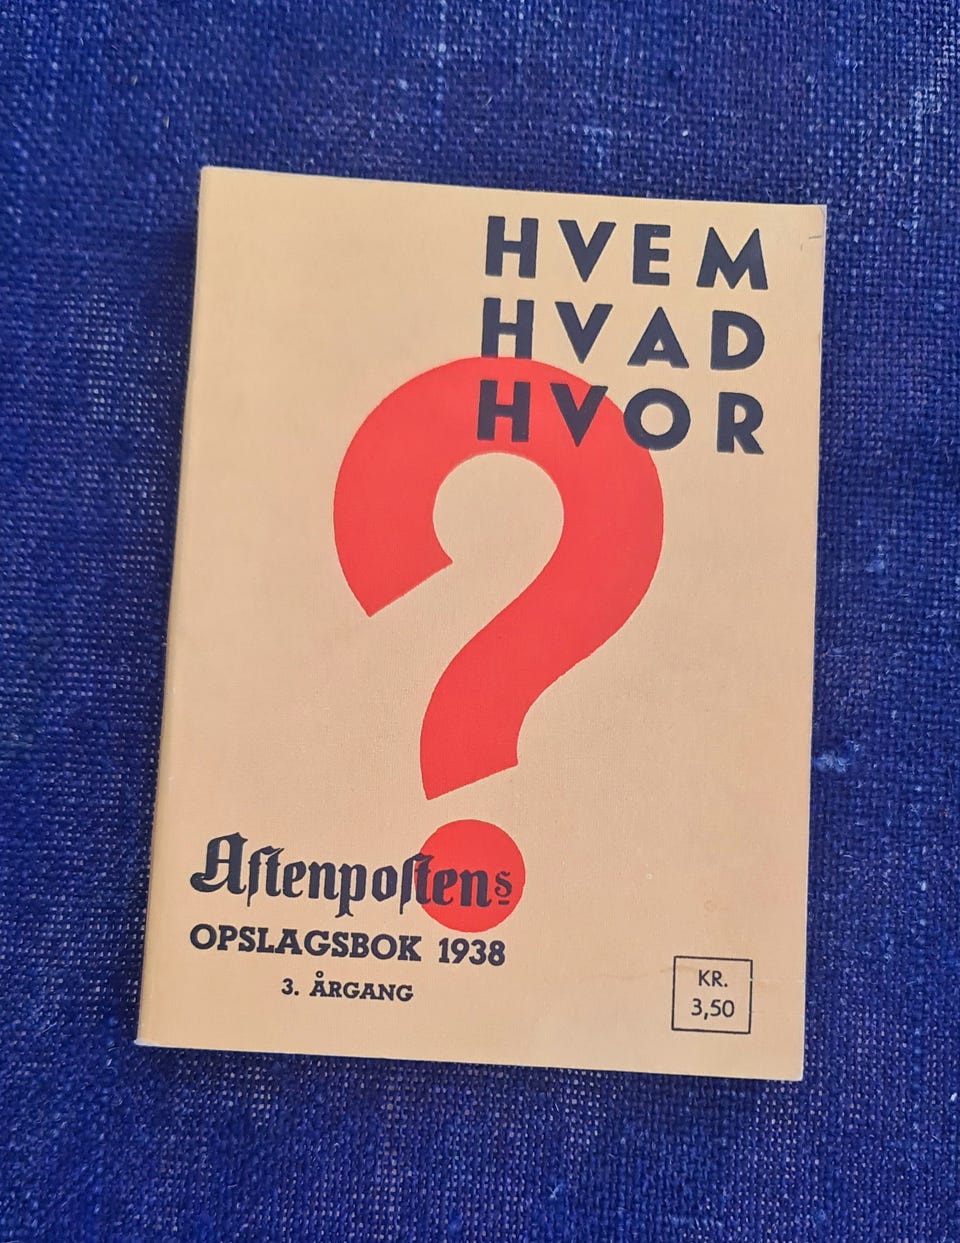 HVEM
HVAD
HVOR
?
Aftenpostens
OPSLAGSBOK 1938
3. ÅRGANG
KR.
3,50